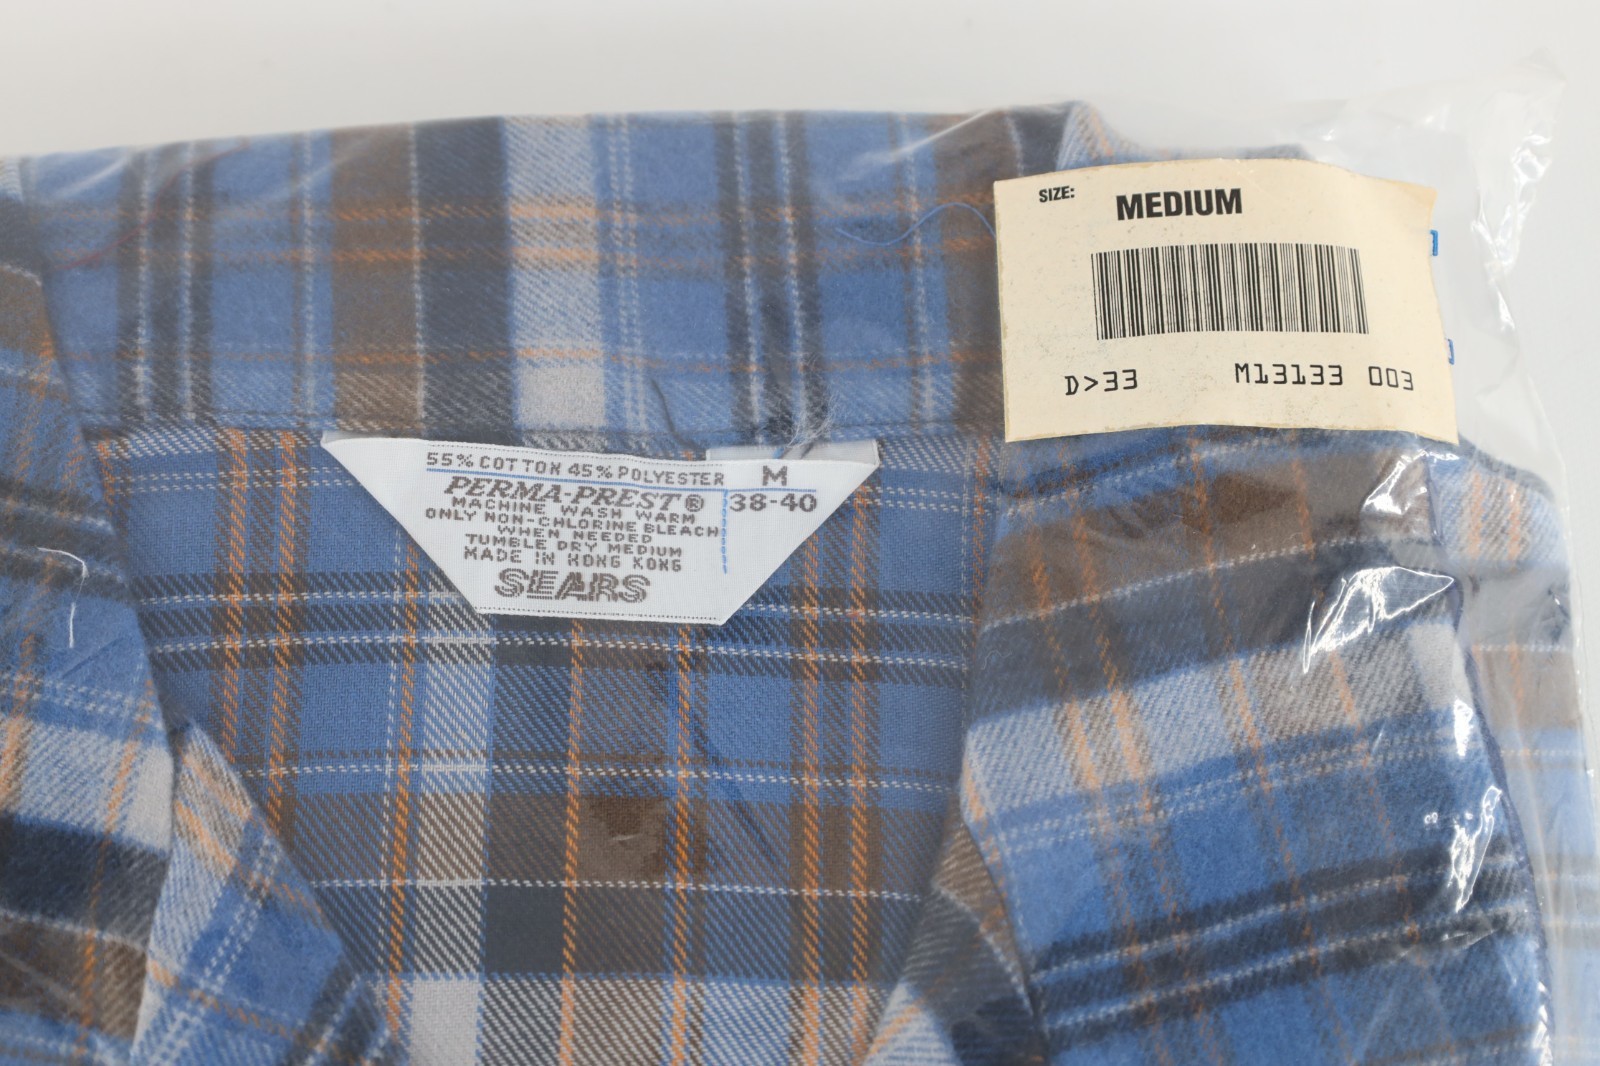 SIZE: MEDIUM
D>33 M13133 003
55% COTTON 45% POLYESTER
M
38-40
PERMA-PREST®
MACHINE WASH WARM
ONLY NON-CHLORINE BLEACH
WHEN NEEDED
TUMBLE DRY MEDIUM
MADE IN HONG KONG
SEARS